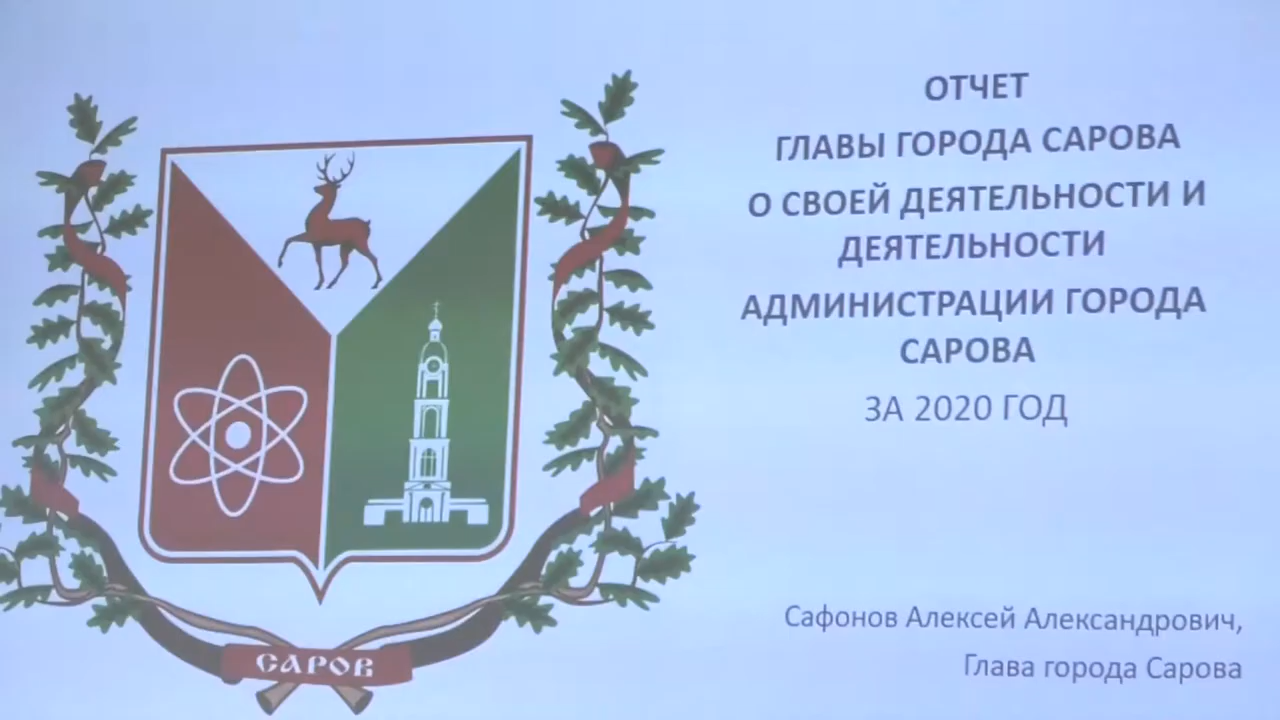 ОТЧЕТ
ГЛАВЫ ГОРОДА САРОВА
О СВОЕЙ ДЕЯТЕЛЬНОСТИ И
ДЕЯТЕЛЬНОСТИ
АДМИНИСТРАЦИИ ГОРОДА
САРОВА
ЗА 2020 ГОД
Сафонов Алексей Александрович,
Глава города Сарова
САРОВ